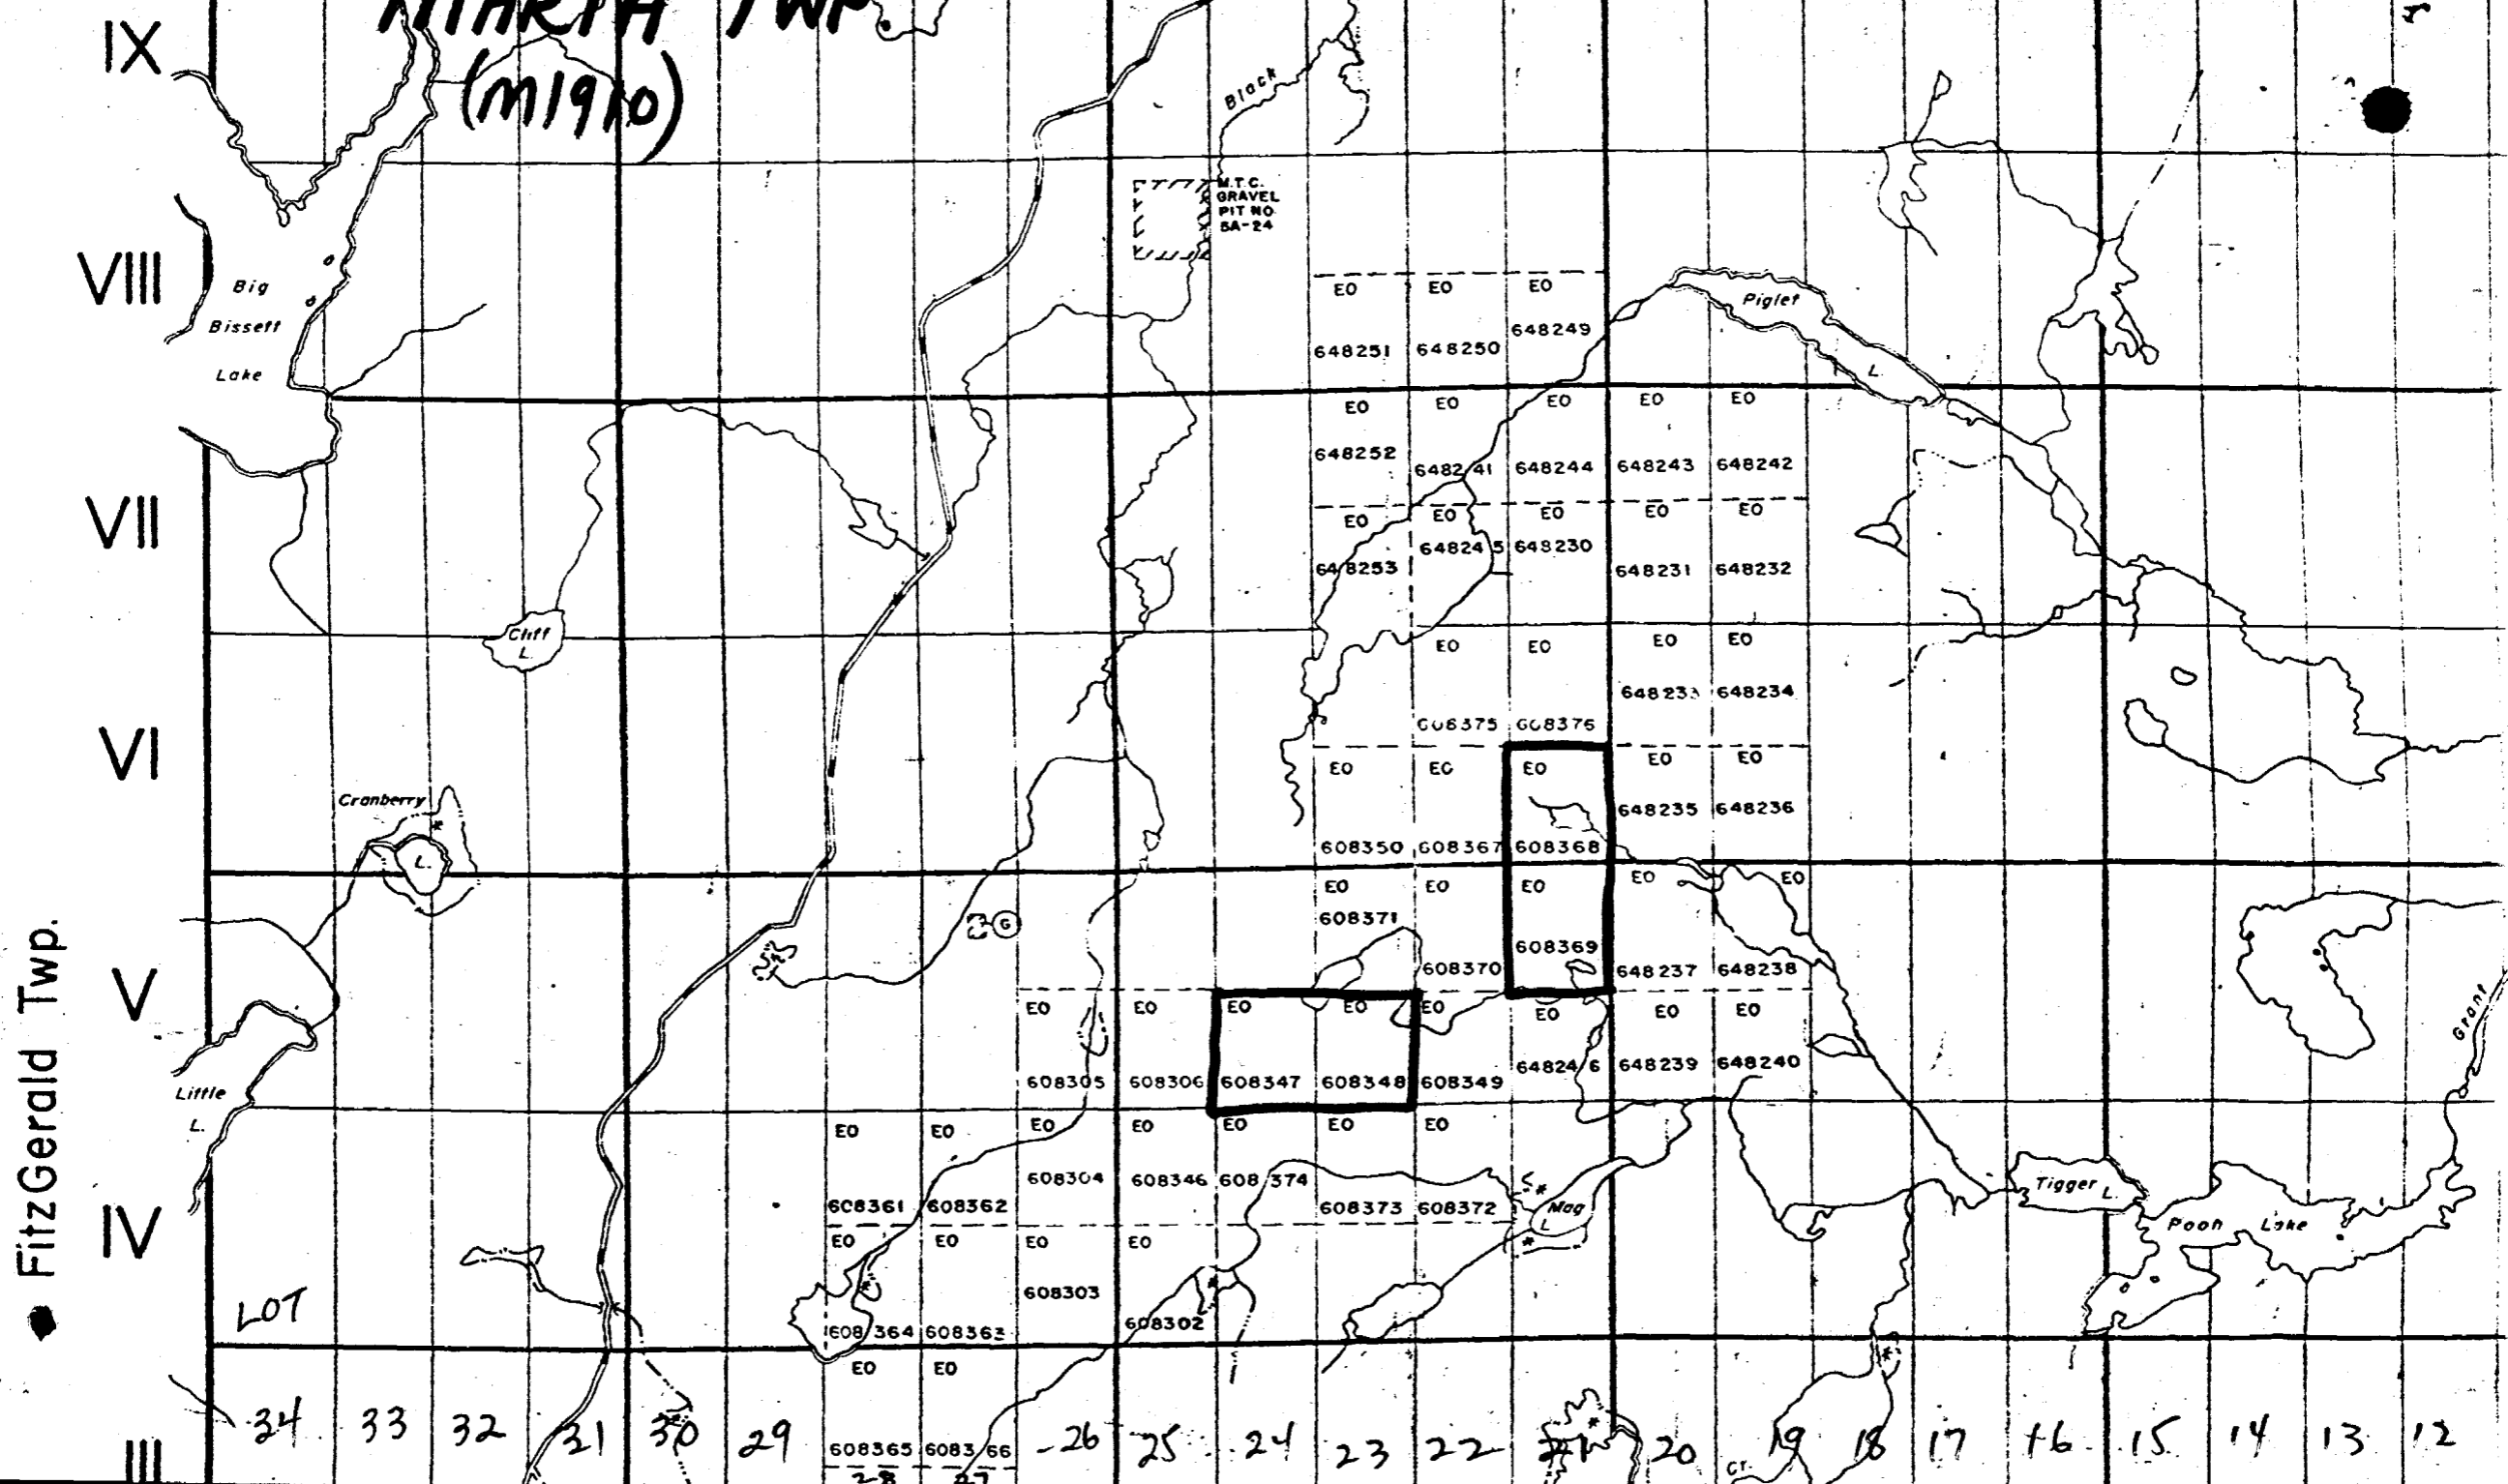 MARIA TWP
(M1910)
IX
Black
M.T.C.
GRAVEL
PIT NO
5A-24
VIII
Big
Bissett
Lake
EO EO EO
Piglet
L
648251 648250 648249
EO EO EO EO EO
648252 648241 648244 648243 648242
VII
EO EO EO EO EO
648253 648245 648230 648231 648232
Cliff
L.
EO EO EO EO
648233 648234
608375 608376
VI
EO EO EO EO EO
Cranberry
L.
648235 648236
608350 608367 608368
EO EO EO EO EO
608371
G
608369
608370 648237 648238
V
EO EO EO EO EO EO EO EO
Grant
608305 608306 608347 608348 608349 648246 648239 648240
Little
L.
EO EO EO EO EO EO EO
608304 608346 608374
608361 608362 608373 608372
Mag
L
Tigger L.
Pooh Lake
IV
EO EO EO EO
608303
608302
608364 608363
LOT
EO EO
34 33 32 31 30 29 26 25 24 23 22 21 20 19 18 17 16 15 14 13 12
608365 608366
28 27
Cr.
III
FitzGerald Twp.